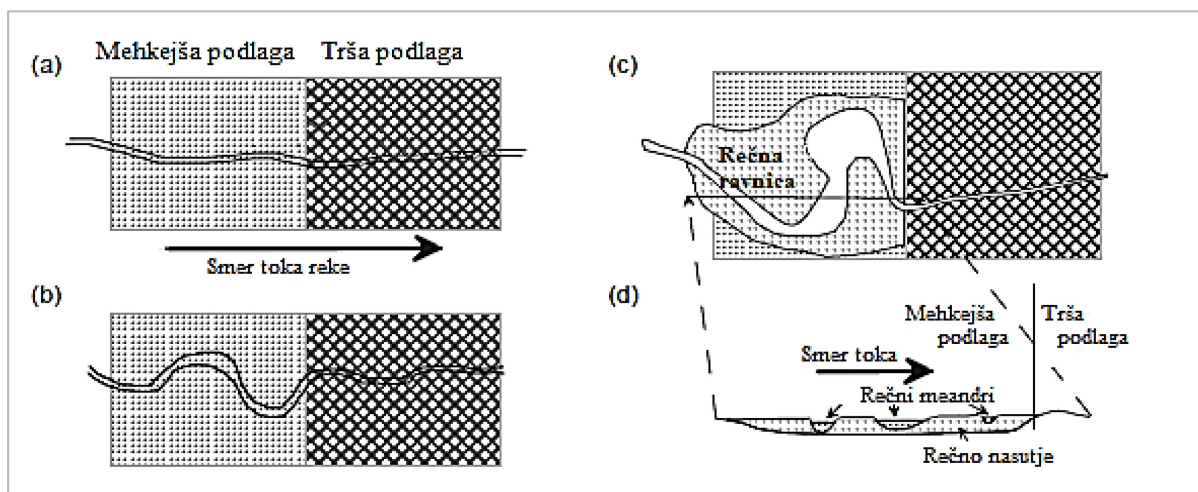 (a)
Mehkejša podlaga
Trša podlaga
Smer toka reke
(b)
(c)
Rečna
ravnica
(d)
Mehkejša
podlaga
Trša
podlaga
Smer toka
Rečni meandri
Rečno nasutje